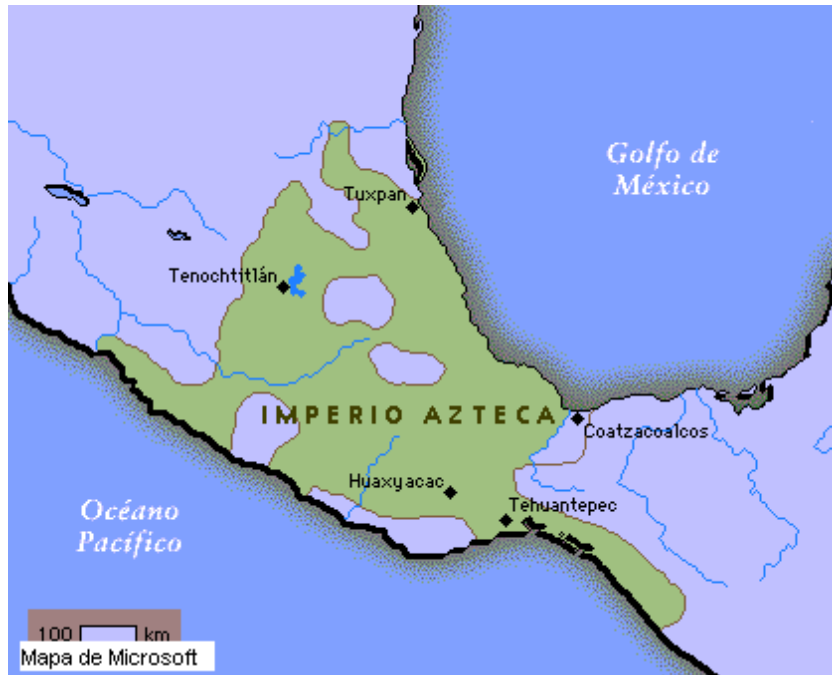 Golfo de
México
Tuxpan
Tenochtitlán
IMPERIO AZTECA
Coatzacoalcos
Huaxyacac
Tehuantepec
Océano
Pacífico
100 km
Mapa de Microsoft